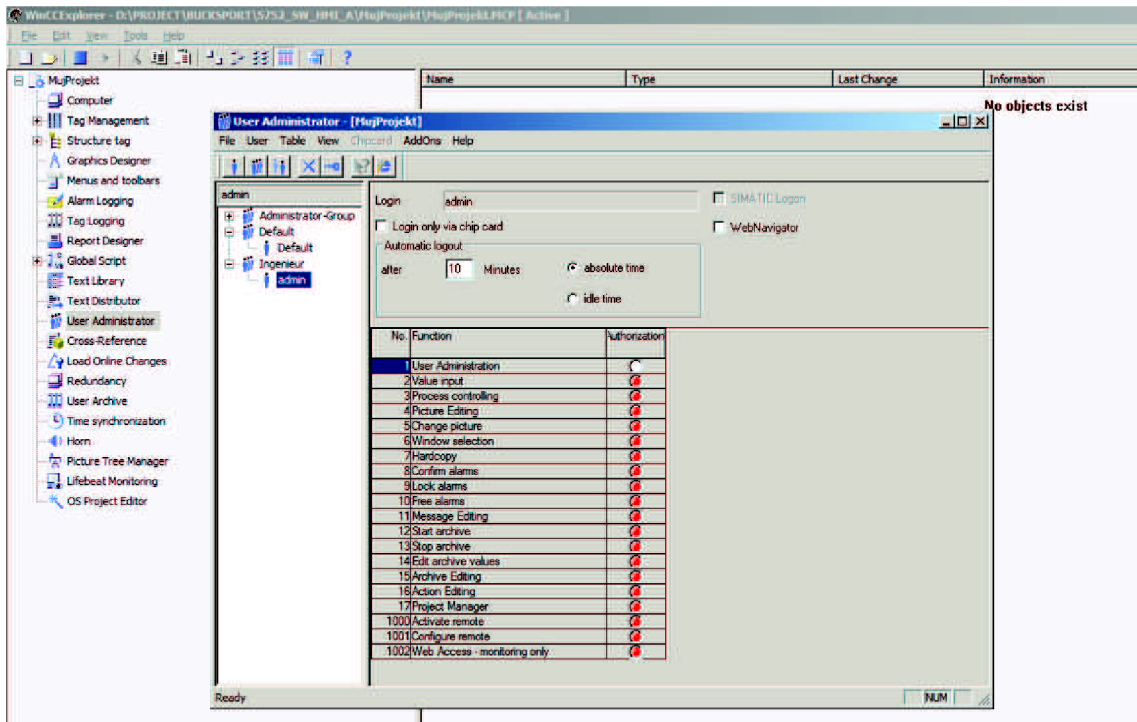 WinCCExplorer - D:\PROJECT\BUCKSPORT\S752_SW_HMI_A\MujProjekt\MujProjekt.MCP [ Active ]
File Edit View Tools Help
MujProjekt
Computer
Tag Management
Structure tag
Graphics Designer
Menus and toolbars
Alarm Logging
Tag Logging
Report Designer
Global Script
Text Library
Text Distributor
User Administrator
Cross-Reference
Load Online Changes
Redundancy
User Archive
Time synchronization
Horn
Picture Tree Manager
Lifebeat Monitoring
OS Project Editor
Name Type Last Change Information
No objects exist
User Administrator - [MujProjekt]
File User Table View Chipcard AddOns Help
admin
Administrator-Group
Default
Default
Ingenieur
admin
Login admin
SIMATIC Logon
Login only via chip card
WebNavigator
Automatic logout
after 10 Minutes
absolute time
idle time
No. Function Authorization
1 User Administration
2 Value input
3 Process controlling
4 Picture Editing
5 Change picture
6 Window selection
7 Hardcopy
8 Confirm alarms
9 Lock alarms
10 Free alarms
11 Message Editing
12 Start archive
13 Stop archive
14 Edit archive values
15 Archive Editing
16 Action Editing
17 Project Manager
1000 Activate remote
1001 Configure remote
1002 Web Access - monitoring only
Ready
NUM